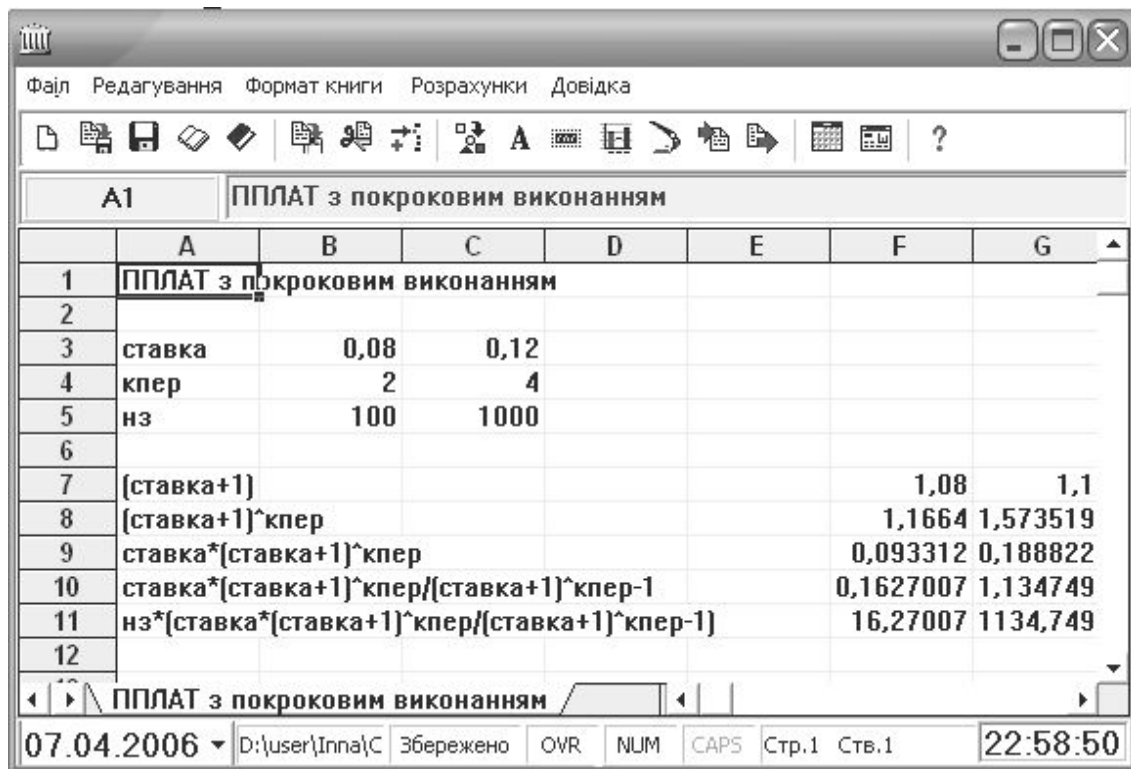 Файл Редагування Формат книги Розрахунки Довідка
A1 ППЛАТ з покроковим виконанням
A B C D E F G
1 ППЛАТ з покроковим виконанням
2
3 ставка 0,08 0,12
4 кпер 2 4
5 нз 100 1000
6
7 (ставка+1) 1,08 1,1
8 (ставка+1)^кпер 1,1664 1,573519
9 ставка*(ставка+1)^кпер 0,093312 0,188822
10 ставка*(ставка+1)^кпер/(ставка+1)^кпер-1 0,1627007 1,134749
11 нз*(ставка*(ставка+1)^кпер/(ставка+1)^кпер-1) 16,27007 1134,749
12
ППЛАТ з покроковим виконанням
07.04.2006 D:\user\Inna\C Збережено OVR NUM CAPS Стр.1 Ств.1 22:58:50